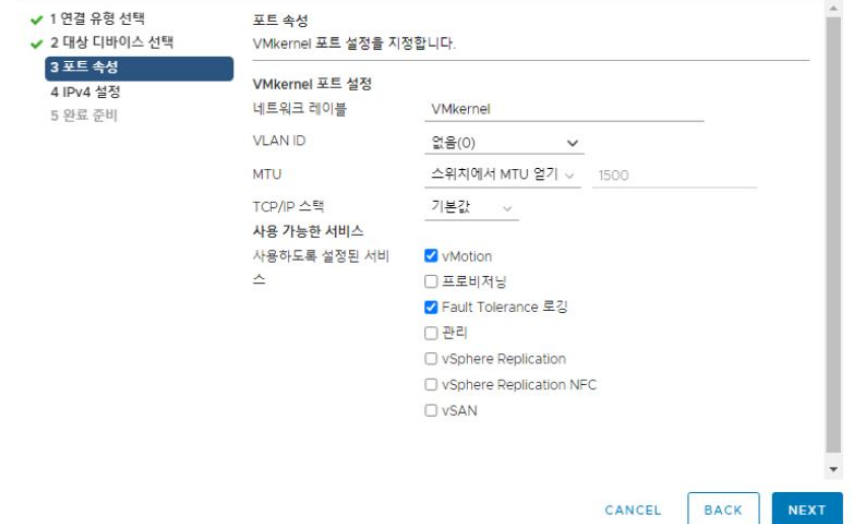 1 연결 유형 선택
2 대상 디바이스 선택
3 포트 속성
4 IPv4 설정
5 완료 준비
포트 속성
VMkernel 포트 설정을 지정합니다.
VMkernel 포트 설정
네트워크 레이블 VMkernel
VLAN ID 없음(0)
MTU 스위치에서 MTU 얻기 1500
TCP/IP 스택 기본값
사용 가능한 서비스
사용하도록 설정된 서비
스
vMotion
프로비저닝
Fault Tolerance 로깅
관리
vSphere Replication
vSphere Replication NFC
vSAN
CANCEL BACK NEXT